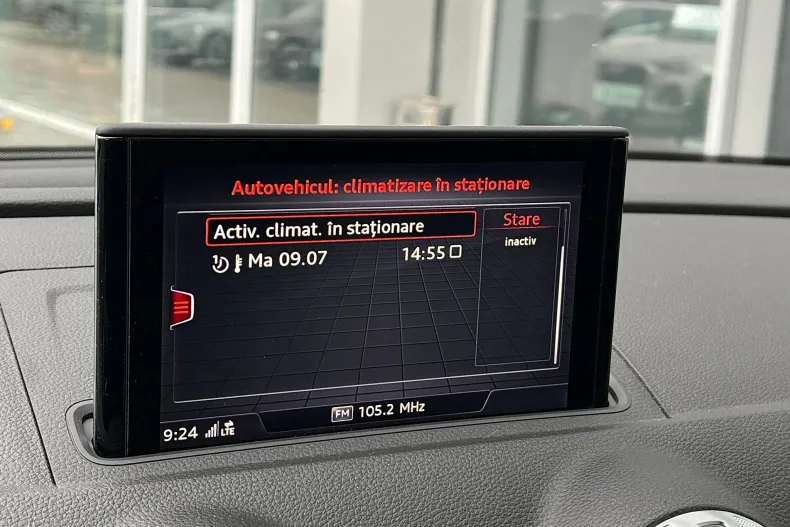 Autovehicul: climatizare în staționare
Activ. climat. în staționare
Stare
inactiv
Ma 09.07 14:55
FM 105.2 MHz
9:24 LTE